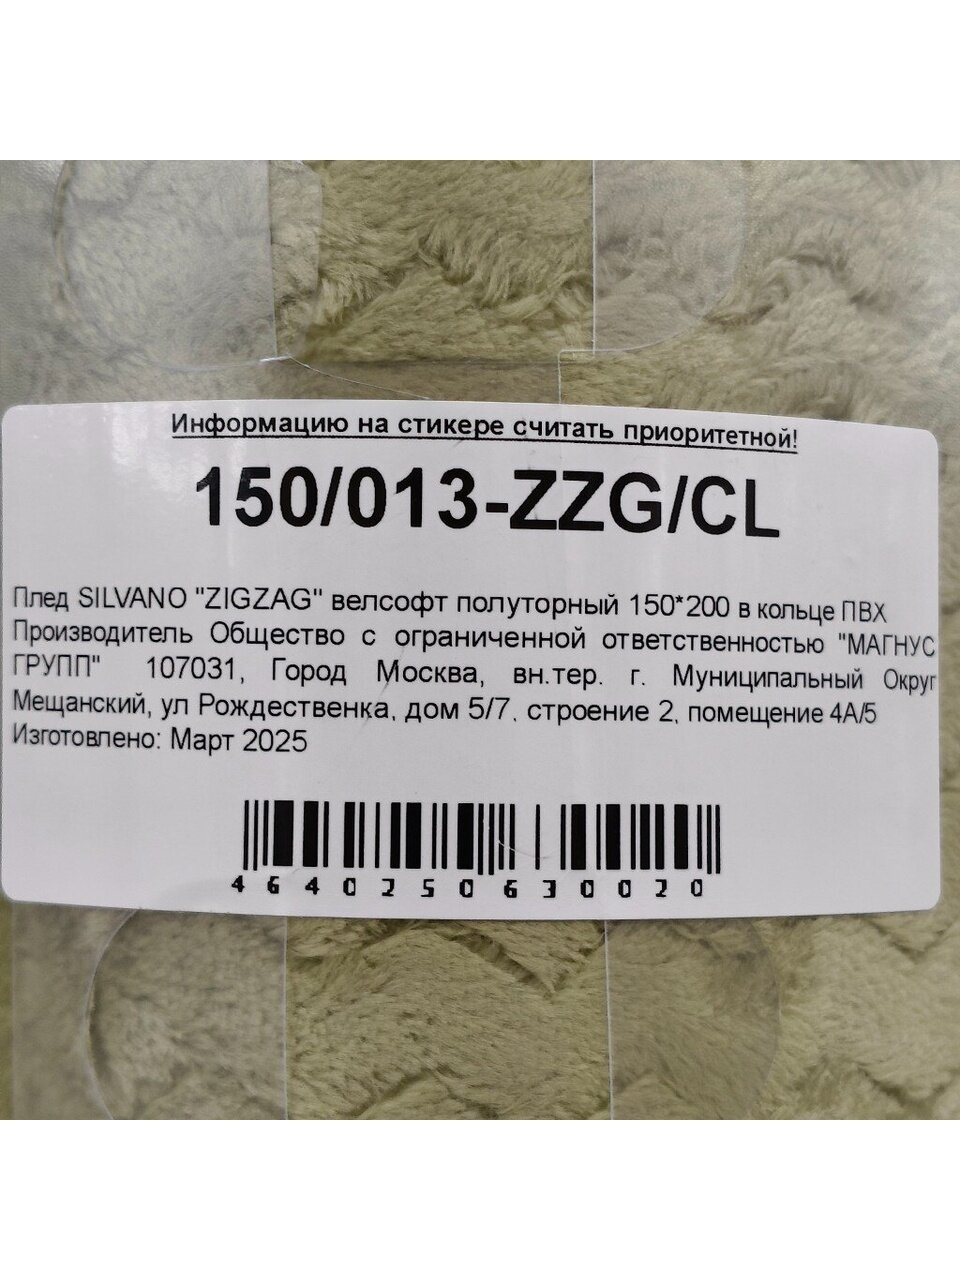 Информацию на стикере считать приоритетной!
150/013-ZZG/CL
Плед SILVANO "ZIGZAG" велсофт полуторный 150*200 в кольце ПВХ
Производитель Общество с ограниченной ответственностью "МАГНУС
ГРУПП" 107031, Город Москва, вн.тер. г. Муниципальный Округ
Мещанский, ул Рождественка, дом 5/7, строение 2, помещение 4А/5
Изготовлено: Март 2025
4640250630020